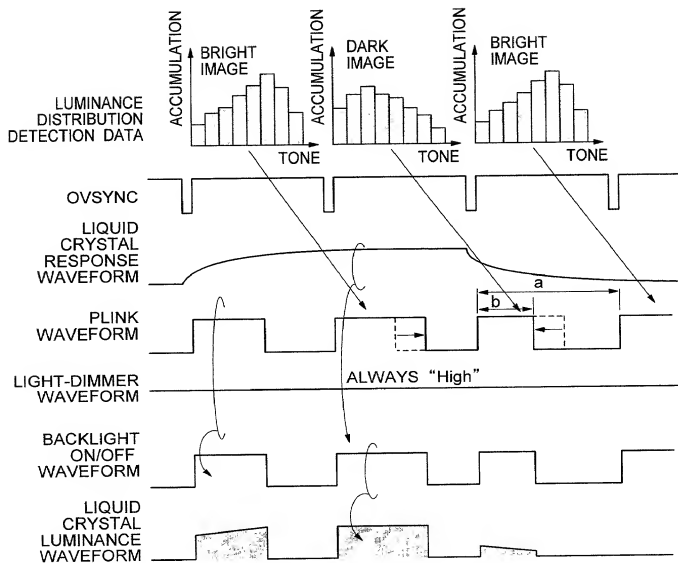 ACCUMULATION
BRIGHT
IMAGE
TONE
ACCUMULATION
DARK
IMAGE
TONE
ACCUMULATION
BRIGHT
IMAGE
TONE
LUMINANCE
DISTRIBUTION
DETECTION DATA
OVSYNC
LIQUID
CRYSTAL
RESPONSE
WAVEFORM
a
b
PLINK
WAVEFORM
LIGHT-DIMMER
WAVEFORM
ALWAYS “High”
BACKLIGHT
ON/OFF
WAVEFORM
LIQUID
CRYSTAL
LUMINANCE
WAVEFORM